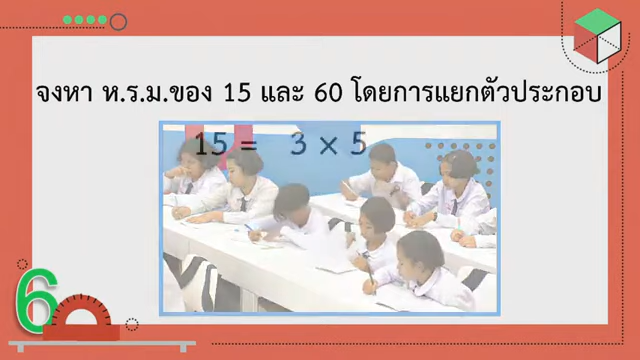 จงหา ห.ร.ม.ของ 15 และ 60 โดยการแยกตัวประกอบ
15 = 3 × 5
6